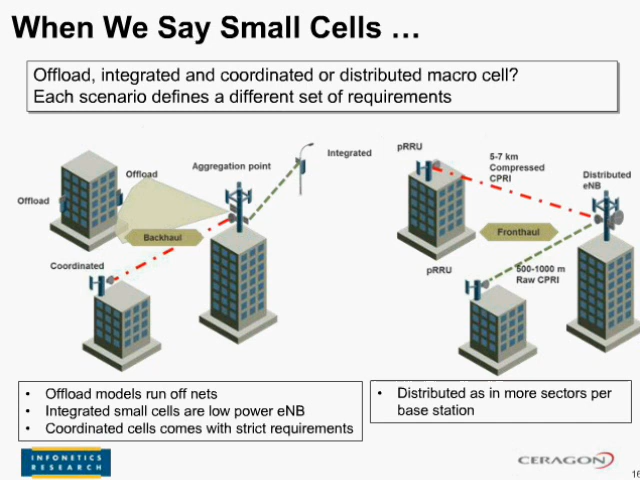 When We Say Small Cells …
Offload, integrated and coordinated or distributed macro cell?
Each scenario defines a different set of requirements
Offload
Offload
Aggregation point
Integrated
Backhaul
Coordinated
pRRU
5-7 km
Compressed
CPRI
Distributed
eNB
Fronthaul
pRRU
500-1000 m
Raw CPRI
• Offload models run off nets
• Integrated small cells are low power eNB
• Coordinated cells comes with strict requirements
• Distributed as in more sectors per
base station
INFONETICS
RESEARCH
CERAGON
16